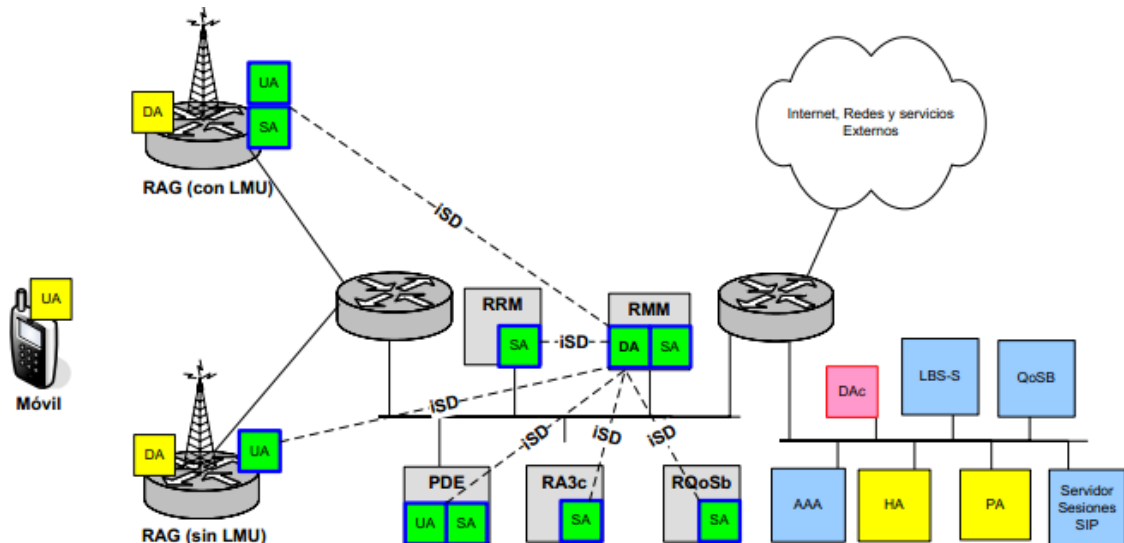 UA
DA
SA
RAG (con LMU)
Internet, Redes y servicios
Externos
iSD
UA
Móvil
RRM
SA
iSD
RMM
DA
SA
iSD
DA
UA
RAG (sin LMU)
iSD
iSD
iSD
PDE
UA
SA
RA3c
SA
RQoSb
SA
DAc
LBS-S
QoSB
AAA
HA
PA
Servidor
Sesiones
SIP